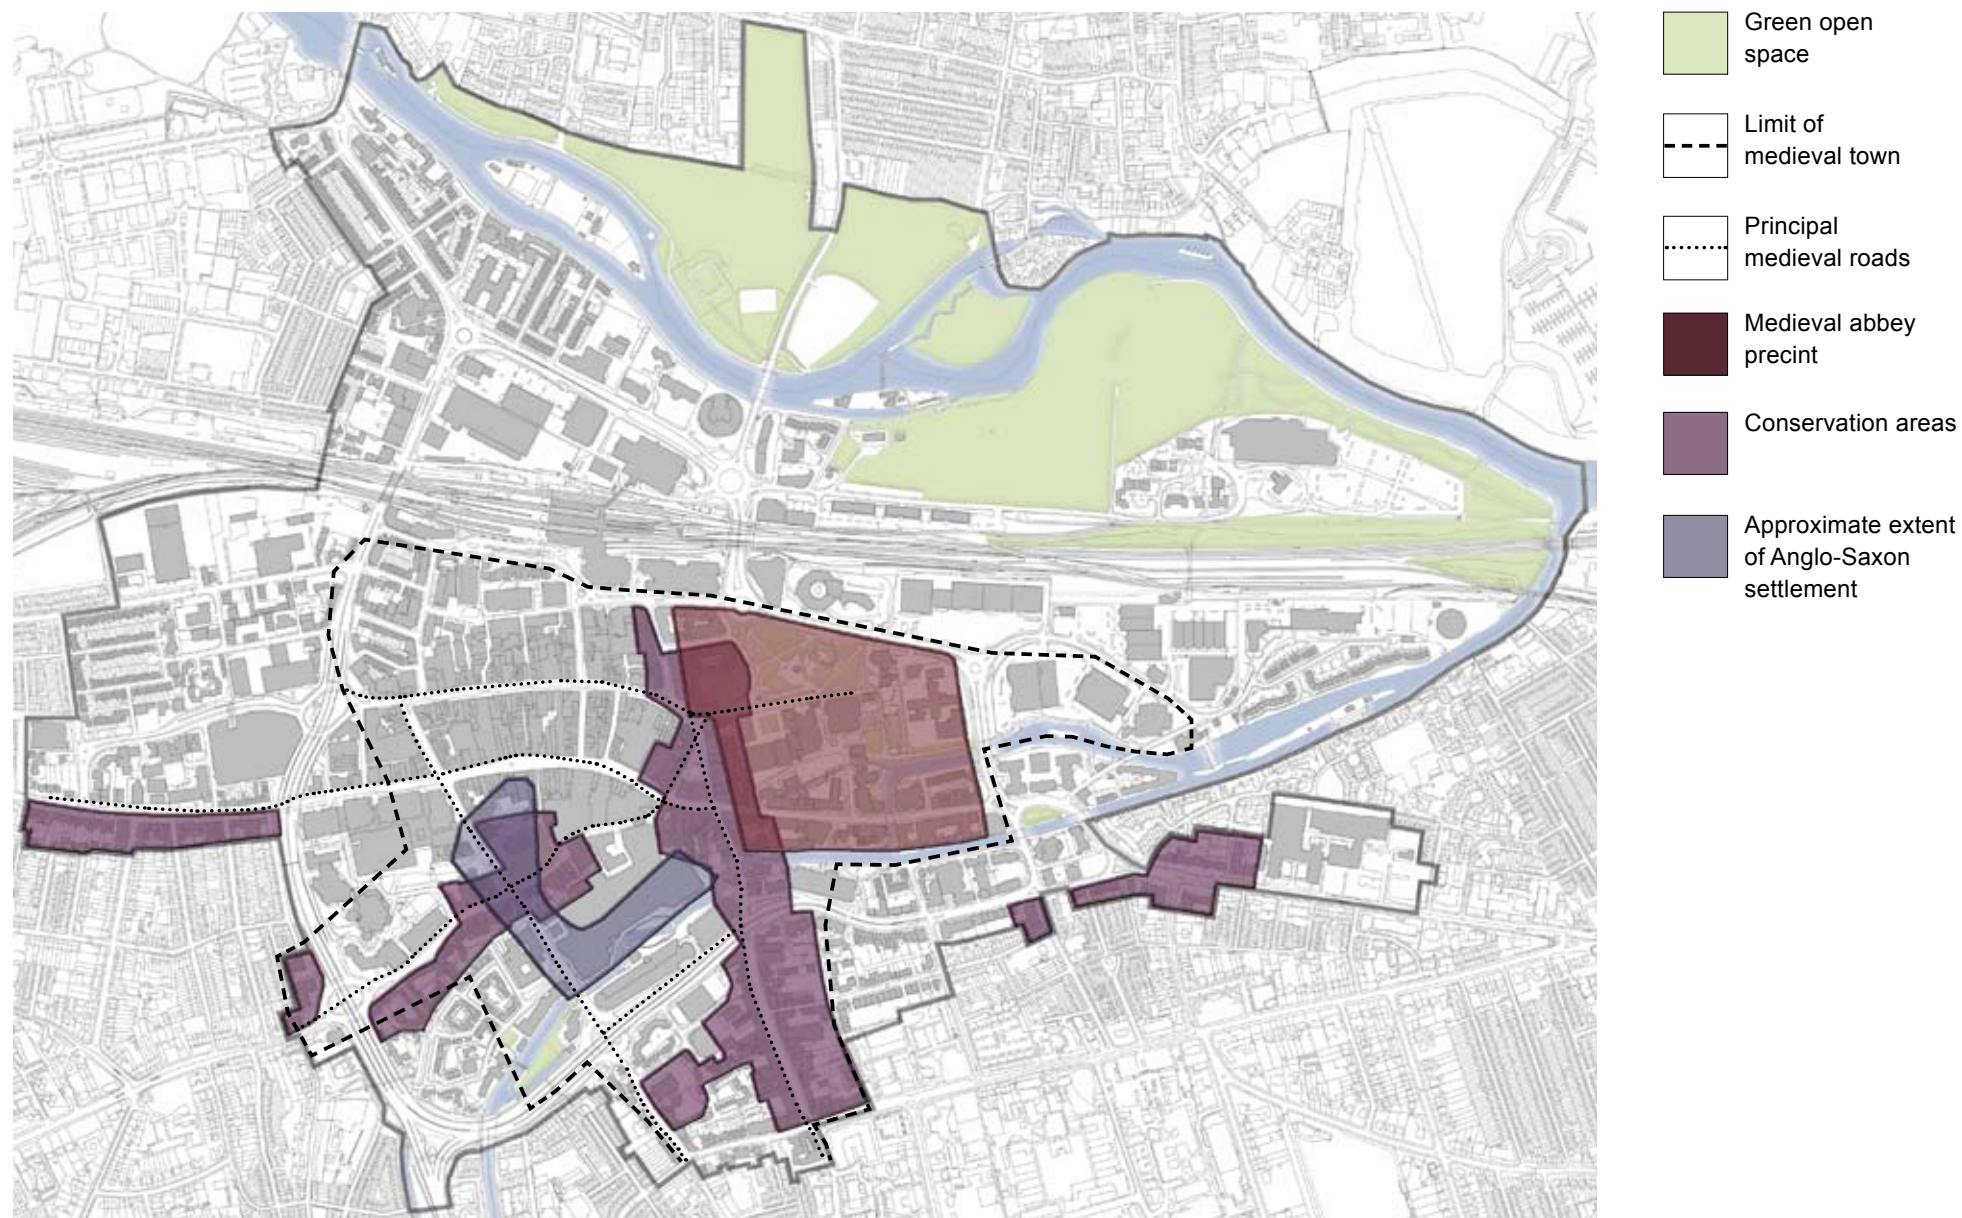 Green open
space
Limit of
medieval town
Principal
medieval roads
Medieval abbey
precint
Conservation areas
Approximate extent
of Anglo-Saxon
settlement